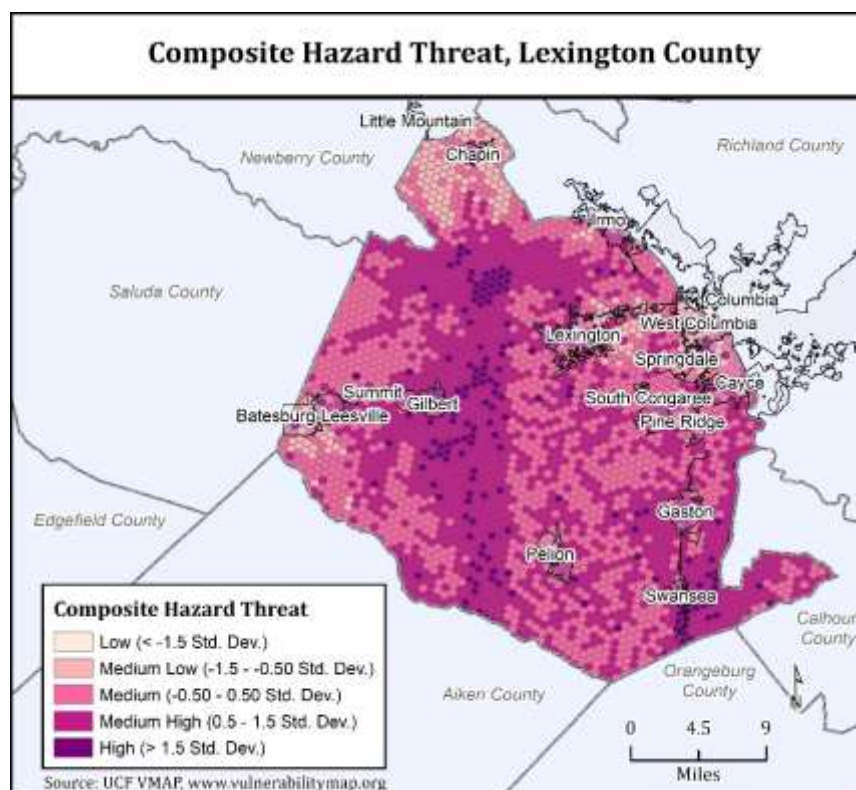 Composite Hazard Threat, Lexington County
Little Mountain
Newberry County
Chapin
Richland County
Irmo
Saluda County
Columbia
Lexington
West Columbia
Springdale
Summit
Cayce
Gilbert
South Congaree
Batesburg-Leesville
Pine Ridge
Edgefield County
Gaston
Pelion
Swansea
Calhoun
County
Orangeburg
County
Aiken County
Composite Hazard Threat
Low (< -1.5 Std. Dev.)
Medium Low (-1.5 - -0.50 Std. Dev.)
Medium (-0.50 - 0.50 Std. Dev.)
Medium High (0.5 - 1.5 Std. Dev.)
High (> 1.5 Std. Dev.)
0 4.5 9
Miles
Source: UCF VMAP, www.vulnerabilitymap.org